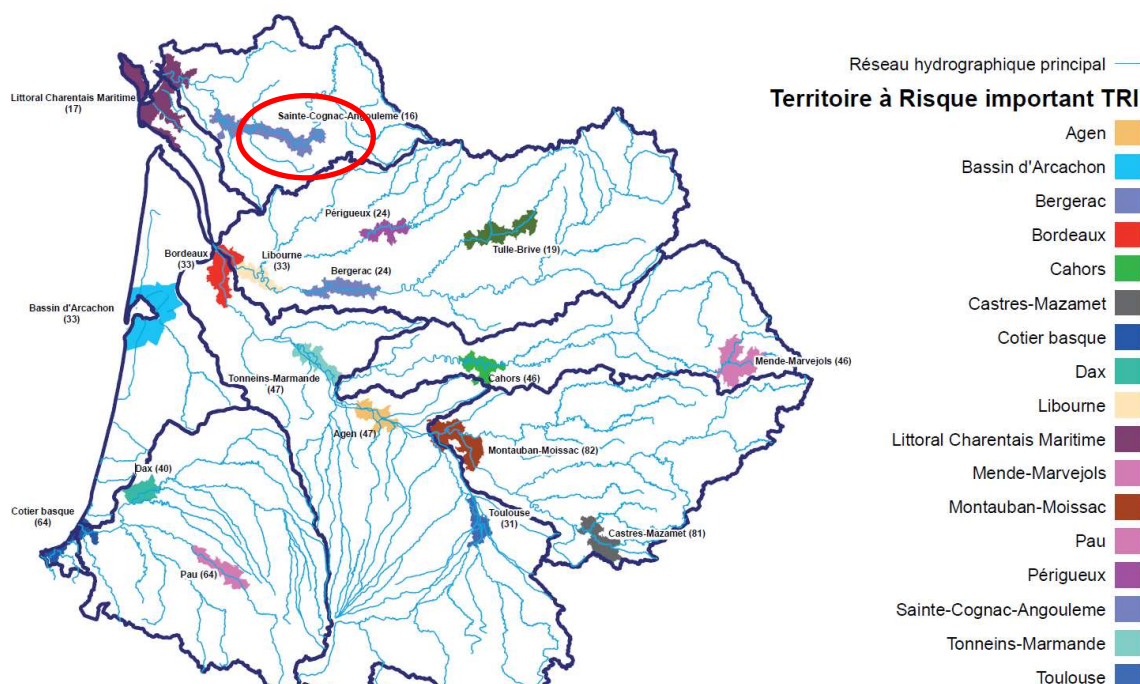 Littoral Charentais Maritime
(17)
Sainte-Cognac-Angouleme (16)
Périgueux (24)
Tulle-Brive (19)
Bordeaux
(33)
Libourne
(33)
Bergerac (24)
Bassin d'Arcachon
(33)
Tonneins-Marmande
(47)
Cahors (46)
Mende-Marvejols (46)
Agen (47)
Montauban-Moissac (82)
Dax (40)
Cotier basque
(64)
Toulouse
(31)
Castres-Mazamet (81)
Pau (64)
Réseau hydrographique principal
Territoire à Risque important TRI
Agen
Bassin d'Arcachon
Bergerac
Bordeaux
Cahors
Castres-Mazamet
Cotier basque
Dax
Libourne
Littoral Charentais Maritime
Mende-Marvejols
Montauban-Moissac
Pau
Périgueux
Sainte-Cognac-Angouleme
Tonneins-Marmande
Toulouse